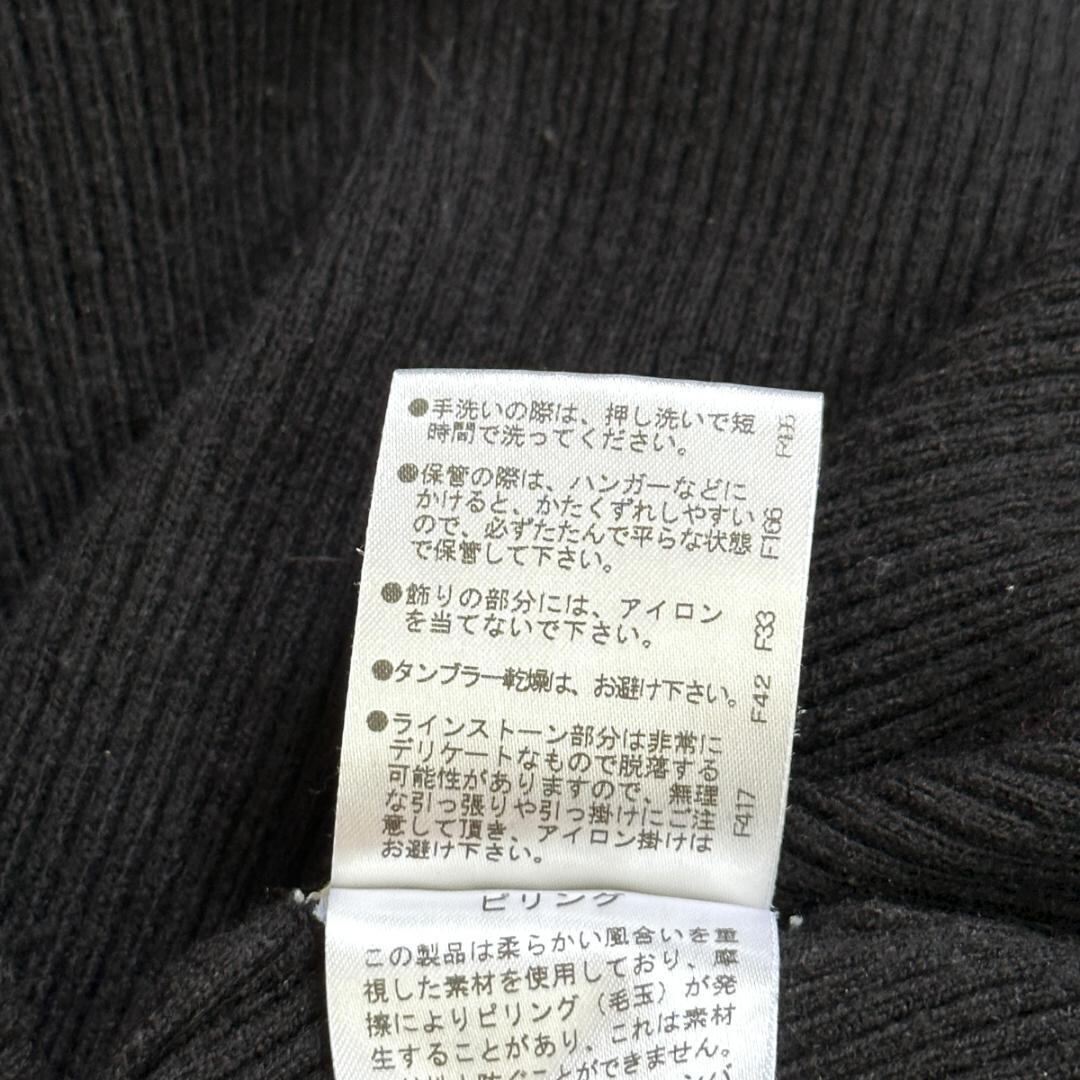 ●手洗いの際は、押し洗いで短
時間で洗ってください。
●保管の際は、ハンガーなどに
かけると、かたくずれしやすい
ので、必ずたたんで平らな状態
で保管して下さい。
F166
●飾りの部分には、アイロン
を当てないで下さい。
F33
●タンブラー乾燥は、お避け下さい。
F42
●ラインストーン部分は非常に
デリケートなもので脱落する
可能性がありますので、無理
な引っ張りや引っ掛けにご注
意して頂き、アイロン掛けは
お避け下さい。
F417
ピリング
この製品は柔らかい風合いを重
視した素材を使用しており、摩
擦によりピリング（毛玉）が発
生することがあり、これは素材
ことができません。